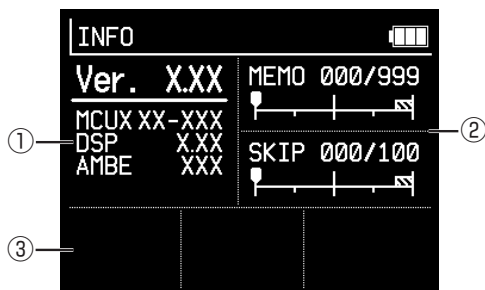 INFO
Ver. X.XX
MCUX XX-XXX
DSP X.XX
AMBE XXX
MEMO 000/999
SKIP 000/100
①
②
③